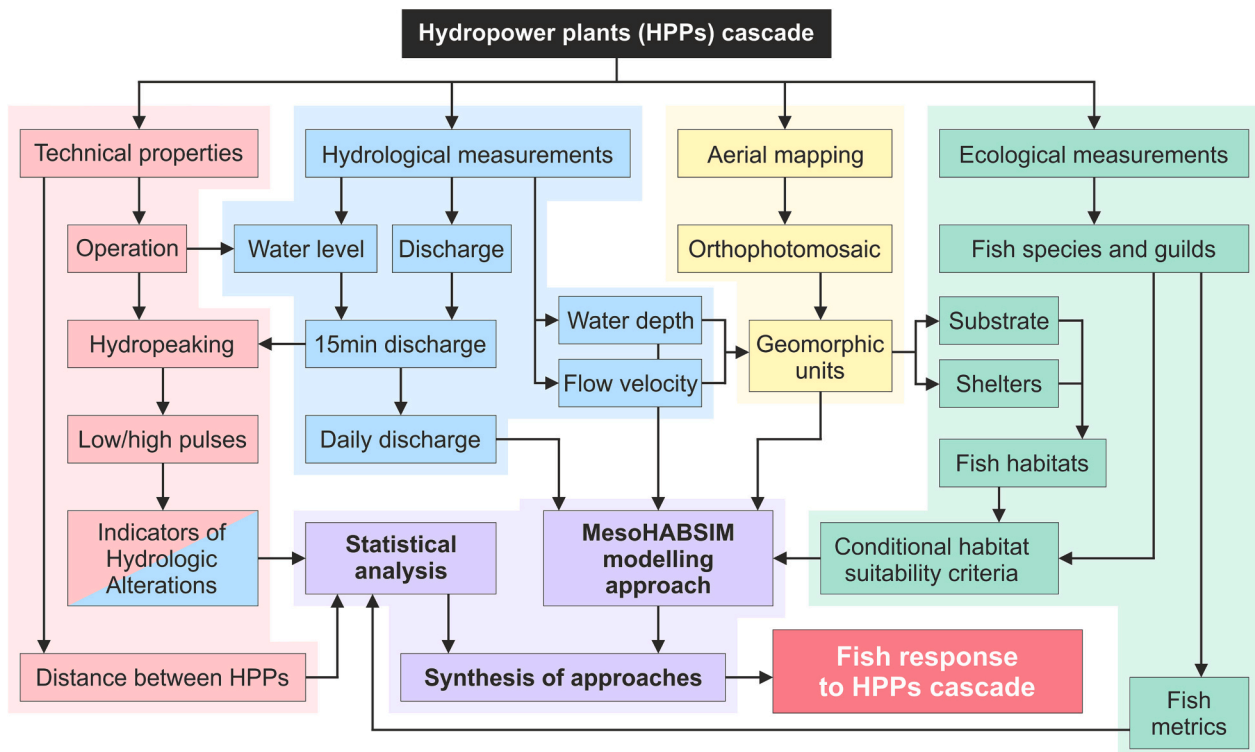 Hydropower plants (HPPs) cascade
Technical properties
Hydrological measurements
Aerial mapping
Ecological measurements
Operation
Water level
Discharge
Orthophotomosaic
Fish species and guilds
Hydropeaking
15min discharge
Water depth
Flow velocity
Geomorphic
units
Substrate
Shelters
Low/high pulses
Daily discharge
Fish habitats
Indicators of
Hydrologic
Alterations
Statistical
analysis
MesoHABSIM
modelling
approach
Conditional habitat
suitability criteria
Distance between HPPs
Synthesis of approaches
Fish response
to HPPs cascade
Fish
metrics